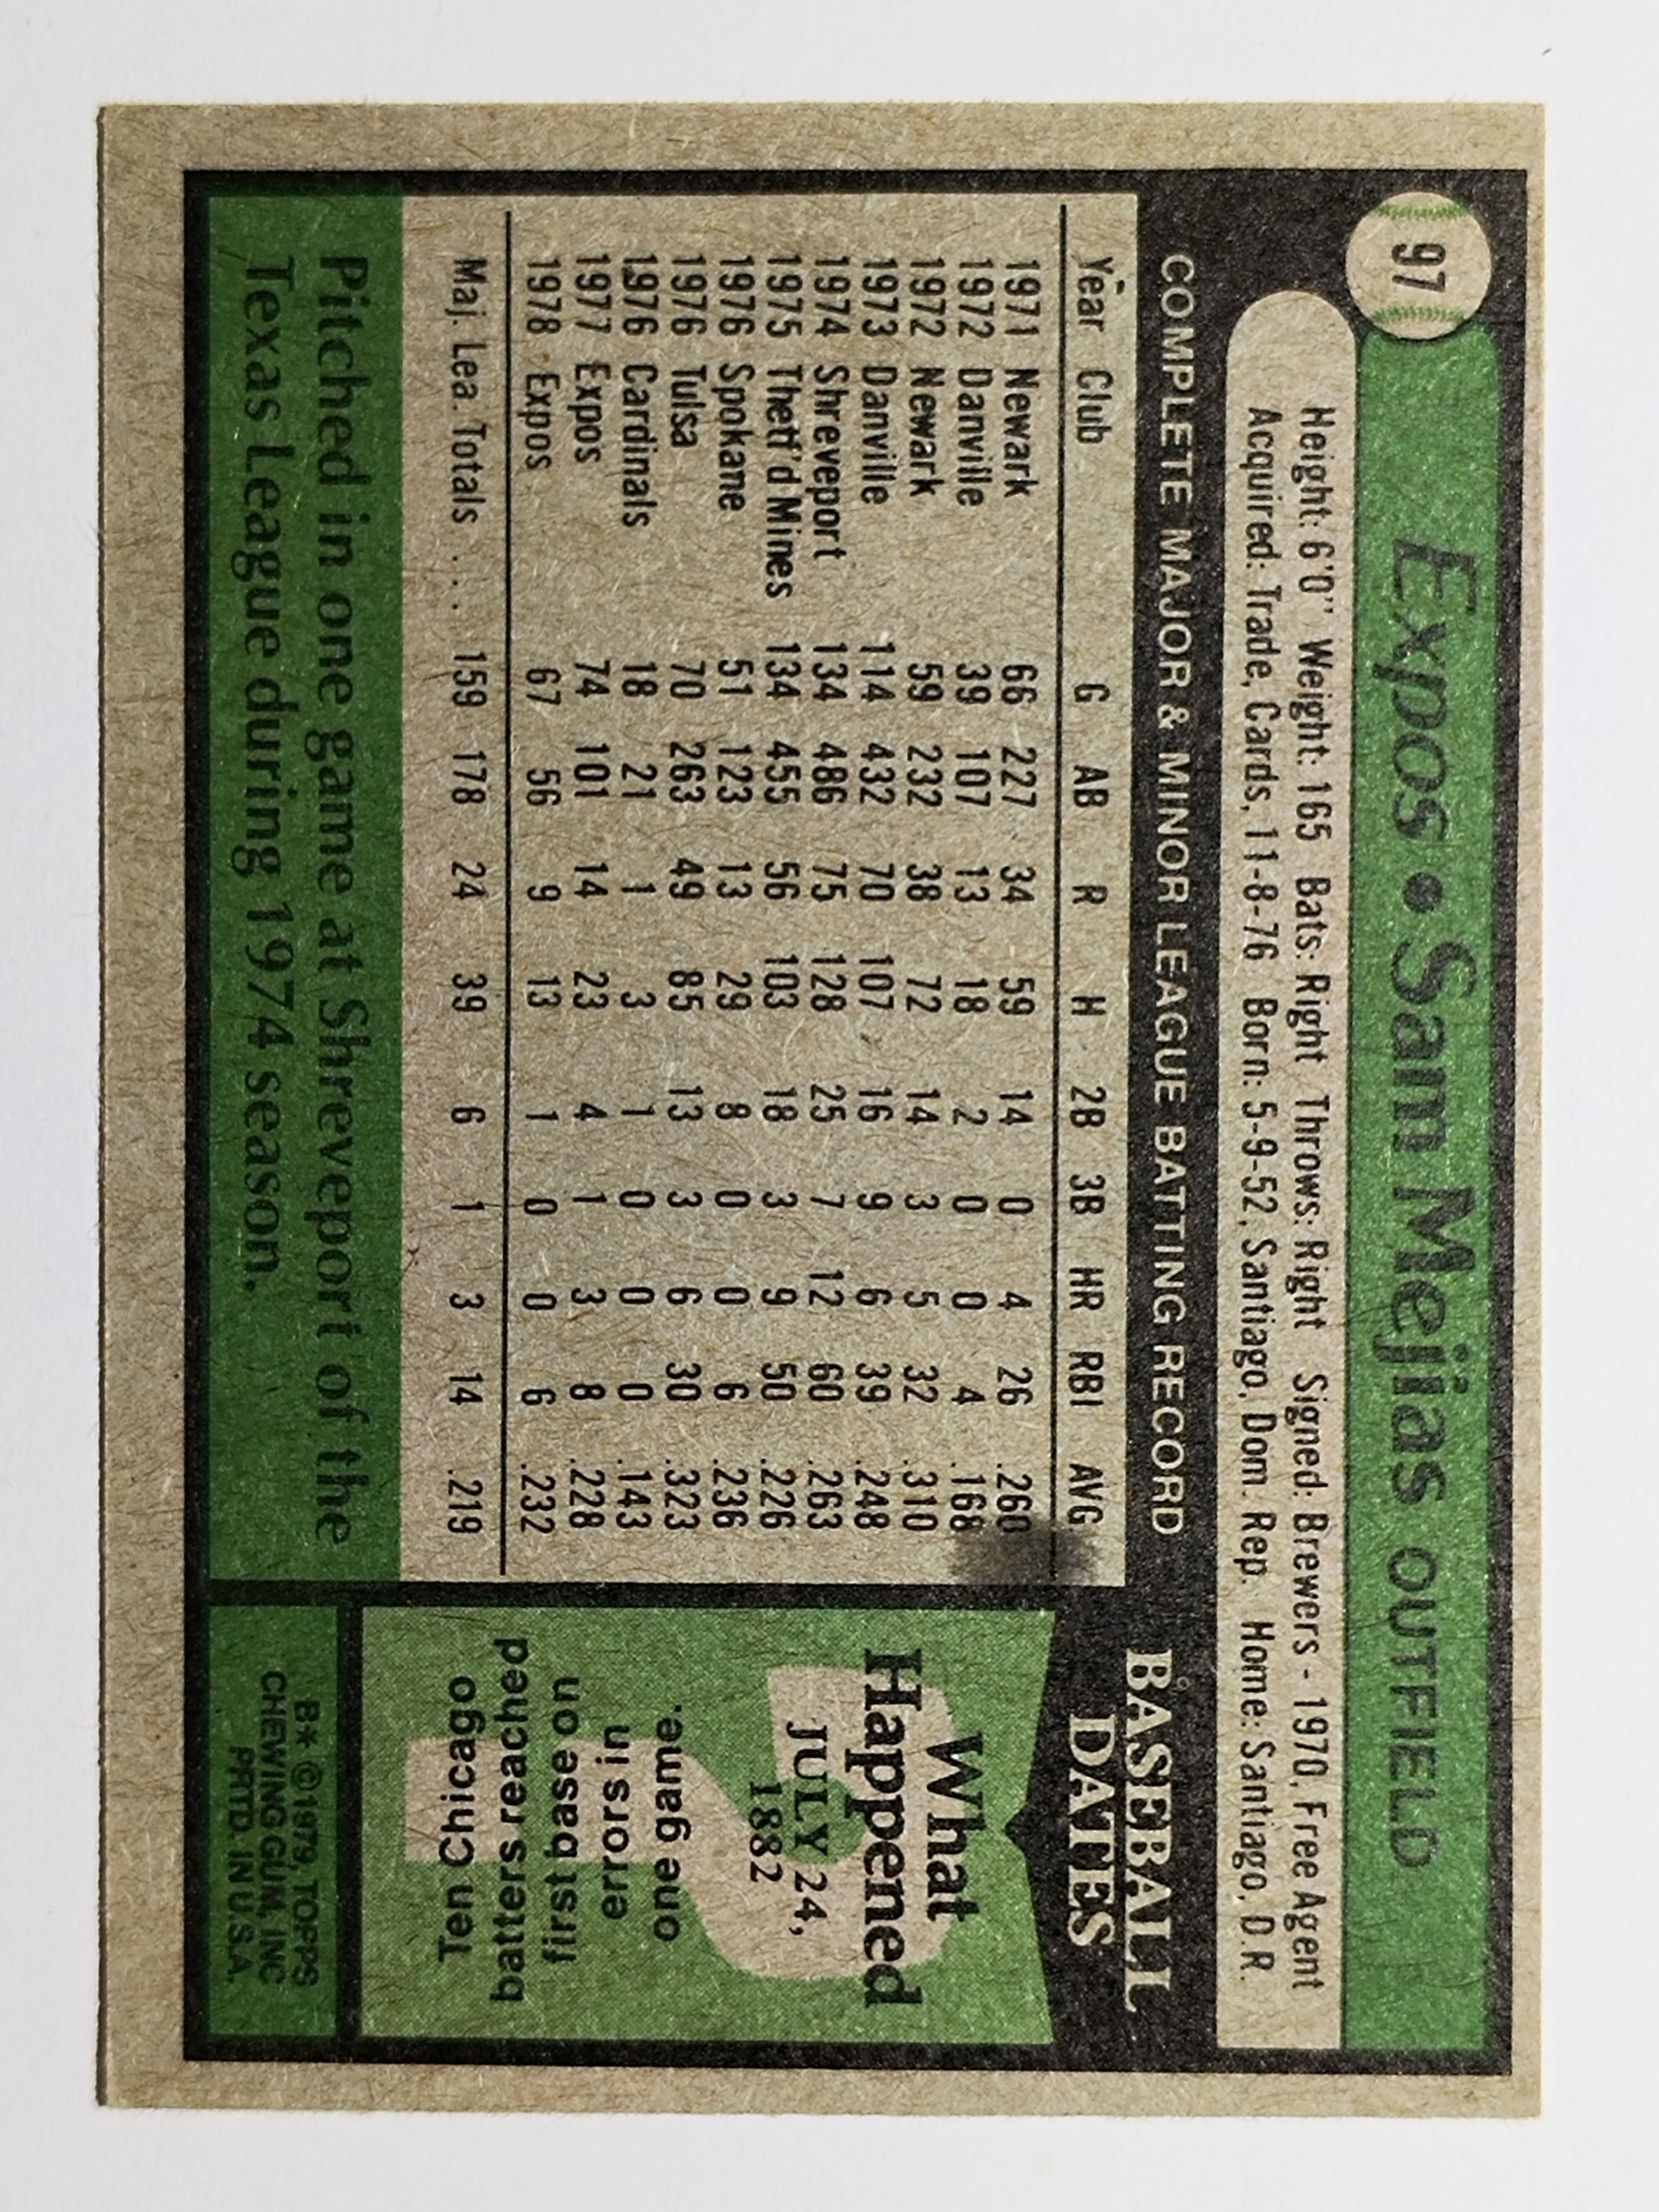 97
Expos • Sam Mejias OUTFIELD
Height: 6'0" Weight: 165 Bats: Right Throws: Right Signed: Brewers - 1970, Free Agent
Acquired: Trade, Cards, 11-8-76 Born: 5-9-52, Santiago, Dom. Rep. Home: Santiago, D.R.
COMPLETE MAJOR & MINOR LEAGUE BATTING RECORD
Year Club G AB R H 2B 3B HR RBI AVG
1971 Newark 66 227 34 59 14 0 4 26 .260
1972 Danville 39 107 13 18 2 0 0 4 .168
1972 Newark 59 232 38 72 14 3 5 32 .310
1973 Danville 114 432 70 107 16 9 6 39 .248
1974 Shreveport 134 486 75 128 25 7 12 60 .263
1975 Thetf'd Mines 134 455 56 103 18 3 9 50 .226
1976 Spokane 51 123 13 29 8 0 0 6 .236
1976 Tulsa 70 263 49 85 13 3 6 30 .323
1976 Cardinals 18 21 1 3 1 0 0 0 .143
1977 Expos 74 101 14 23 4 1 3 8 .228
1978 Expos 67 56 9 13 1 0 0 6 .232
Maj. Lea. Totals . . . 159 178 24 39 6 1 3 14 .219
Pitched in one game at Shreveport of the
Texas League during 1974 season.
BASEBALL
DATES
What
Happened
JULY 24,
1882
Ten Chicago
batters reached
first base on
errors in
one game.
B* ©1979, TOPPS
CHEWING GUM, INC
PRTD. IN U.S.A.